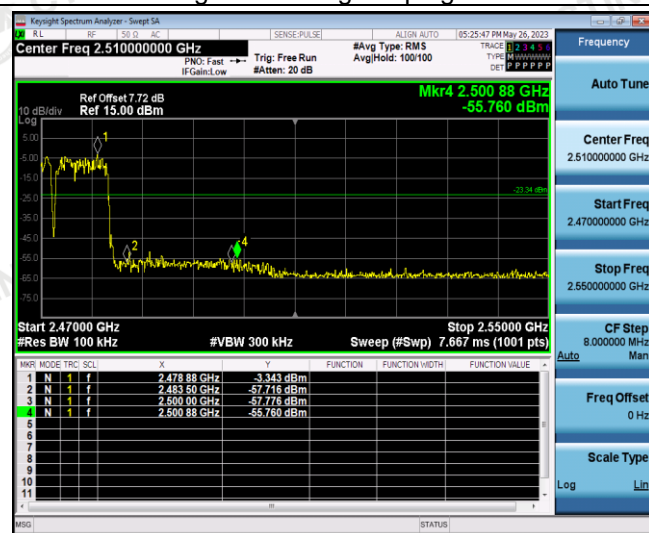 Keysight Spectrum Analyzer - Swept SA
RL RF 50 Ω AC SENSE:PULSE ALIGN AUTO 05:25:47 PM May 26, 2023
Center Freq 2.510000000 GHz #Avg Type: RMS TRACE 1 2 3 4 5 6
PNO: Fast Trig: Free Run Avg|Hold: 100/100 TYPE M WWWWW
IFGain:Low #Atten: 20 dB DET P P P P P P
Frequency
Mkr4 2.500 88 GHz
Ref Offset 7.72 dB
-55.760 dBm
10 dB/div Ref 15.00 dBm
Log
1
5.00
-5.00
-15.0
-23.34 dBm
-25.0
-35.0
-45.0
2
4
-55.0
-65.0
-75.0
Start 2.47000 GHz Stop 2.55000 GHz
#Res BW 100 kHz #VBW 300 kHz Sweep (#Swp) 7.667 ms (1001 pts)
MKR MODE TRC SCL X Y FUNCTION FUNCTION WIDTH FUNCTION VALUE
1 N 1 f 2.478 88 GHz -3.343 dBm
2 N 1 f 2.483 50 GHz -57.716 dBm
3 N 1 f 2.500 00 GHz -57.776 dBm
4 N 1 f 2.500 88 GHz -55.760 dBm
5
6
7
8
9
10
11
MSG STATUS
Auto Tune
Center Freq
2.510000000 GHz
Start Freq
2.470000000 GHz
Stop Freq
2.550000000 GHz
CF Step
8.000000 MHz
Auto Man
Freq Offset
0 Hz
Scale Type
Log Lin